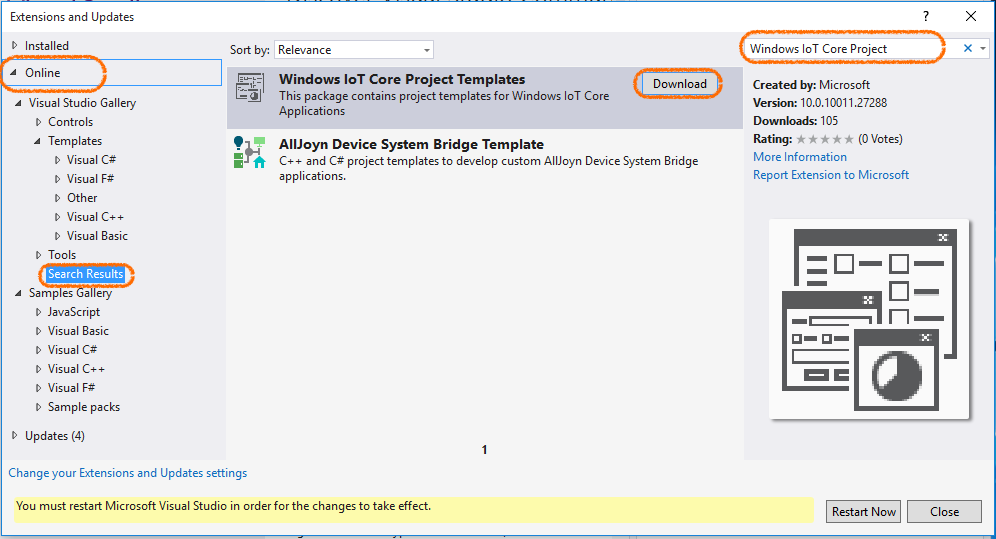 Extensions and Updates
?
Installed
Online
Visual Studio Gallery
Controls
Templates
Visual C#
Visual F#
Other
Visual C++
Visual Basic
Tools
Search Results
Samples Gallery
JavaScript
Visual Basic
Visual C#
Visual C++
Visual F#
Sample packs
Updates (4)
Sort by: Relevance
Windows IoT Core Project Templates
This package contains project templates for Windows IoT Core
Applications
Download
AllJoyn Device System Bridge Template
C++ and C# project templates to develop custom AllJoyn Device System Bridge
applications.
1
Windows IoT Core Project
Created by: Microsoft
Version: 10.0.10011.27288
Downloads: 105
Rating: ★★★★★ (0 Votes)
More Information
Report Extension to Microsoft
Change your Extensions and Updates settings
You must restart Microsoft Visual Studio in order for the changes to take effect.
Restart Now
Close